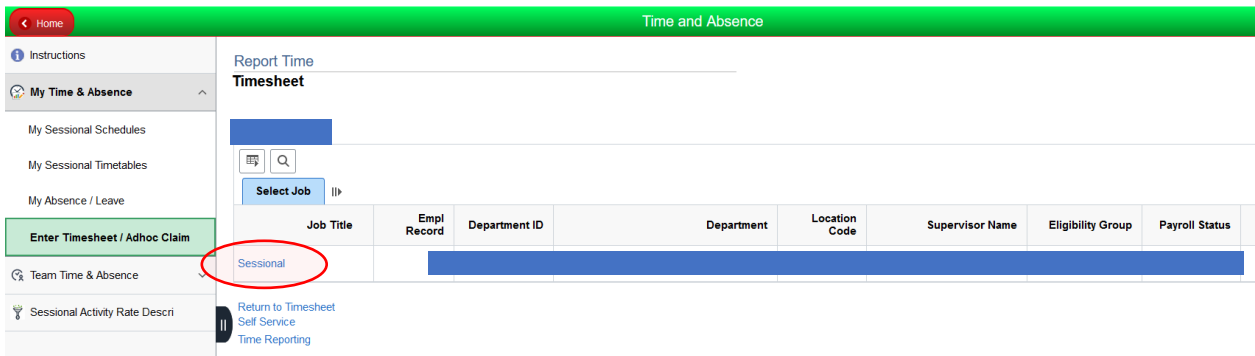 Home
Time and Absence
Instructions
My Time & Absence
My Sessional Schedules
My Sessional Timetables
My Absence / Leave
Enter Timesheet / Adhoc Claim
Team Time & Absence
Sessional Activity Rate Descri
Report Time
Timesheet
Select Job
Job Title Empl Record Department ID Department Location Code Supervisor Name Eligibility Group Payroll Status
Sessional
Return to Timesheet
Self Service
Time Reporting